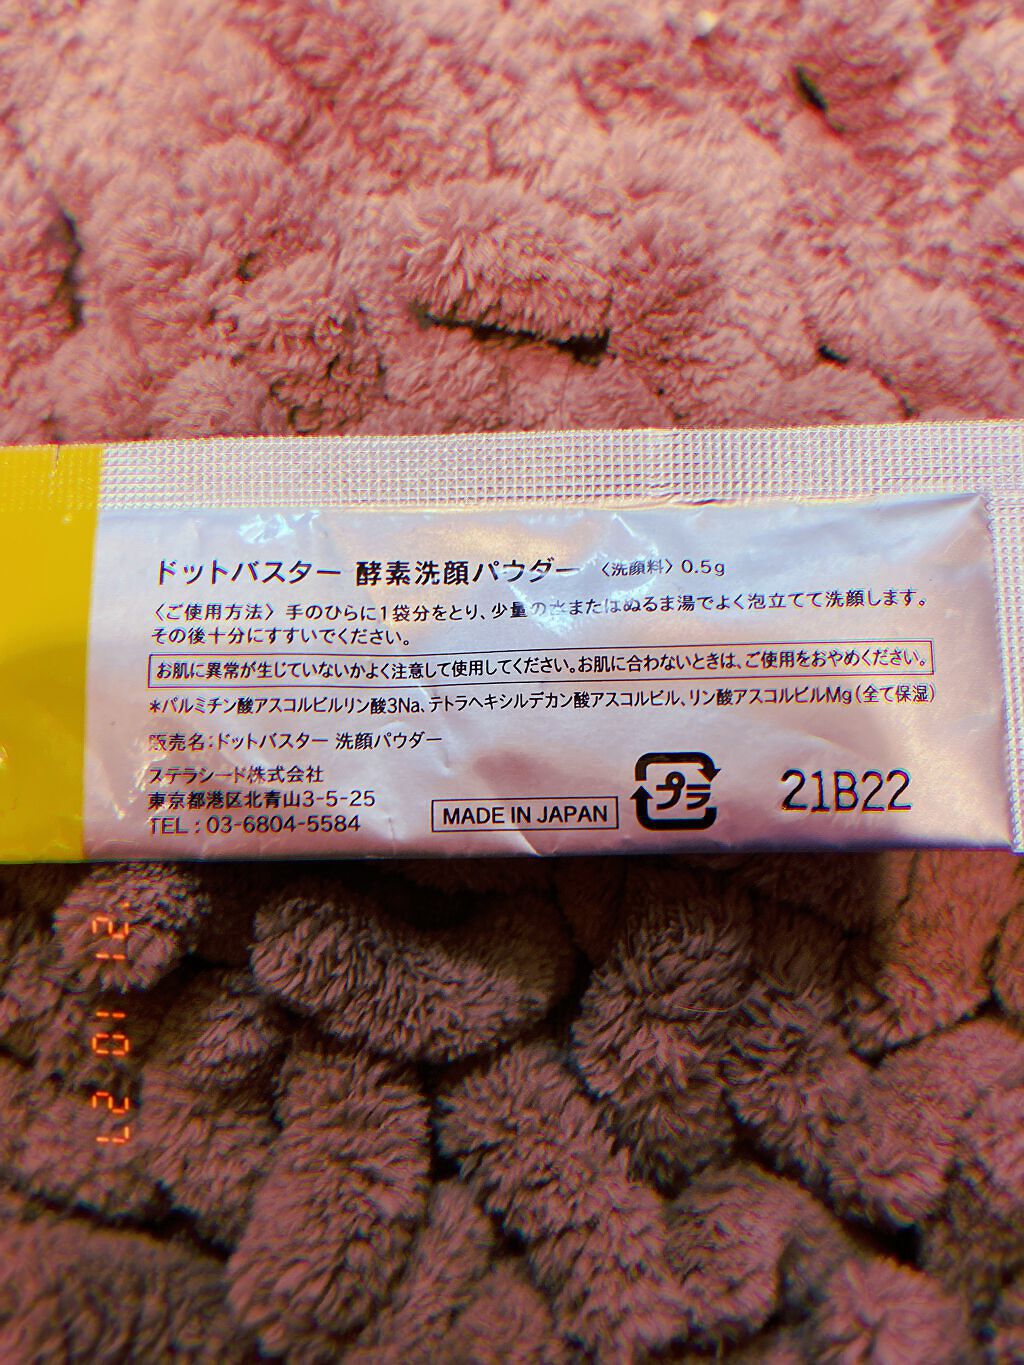 ドットバスター 酵素洗顔パウダー 〈洗顔料〉0.5g
〈ご使用方法〉手のひらに1袋分をとり、少量の水またはぬるま湯でよく泡立てて洗顔します。
その後十分にすすいでください。
お肌に異常が生じていないかよく注意して使用してください。お肌に合わないときは、ご使用をおやめください。
*パルミチン酸アスコルビルリン酸3Na、テトラヘキシルデカン酸アスコルビル、リン酸アスコルビルMg(全て保湿)
販売名:ドットバスター 洗顔パウダー
ステラシード株式会社
東京都港区北青山3-5-25
TEL:03-6804-5584
MADE IN JAPAN
プラ
21B22